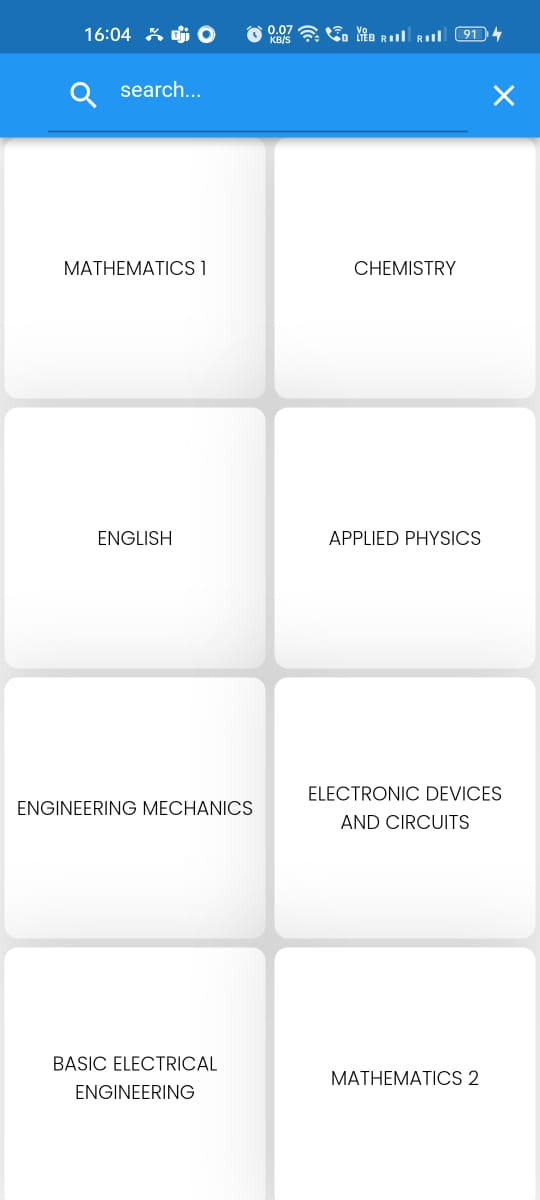 16:04 0.07 KB/S Vo LTE R R 91
search...
MATHEMATICS 1
CHEMISTRY
ENGLISH
APPLIED PHYSICS
ENGINEERING MECHANICS
ELECTRONIC DEVICES
AND CIRCUITS
BASIC ELECTRICAL
ENGINEERING
MATHEMATICS 2